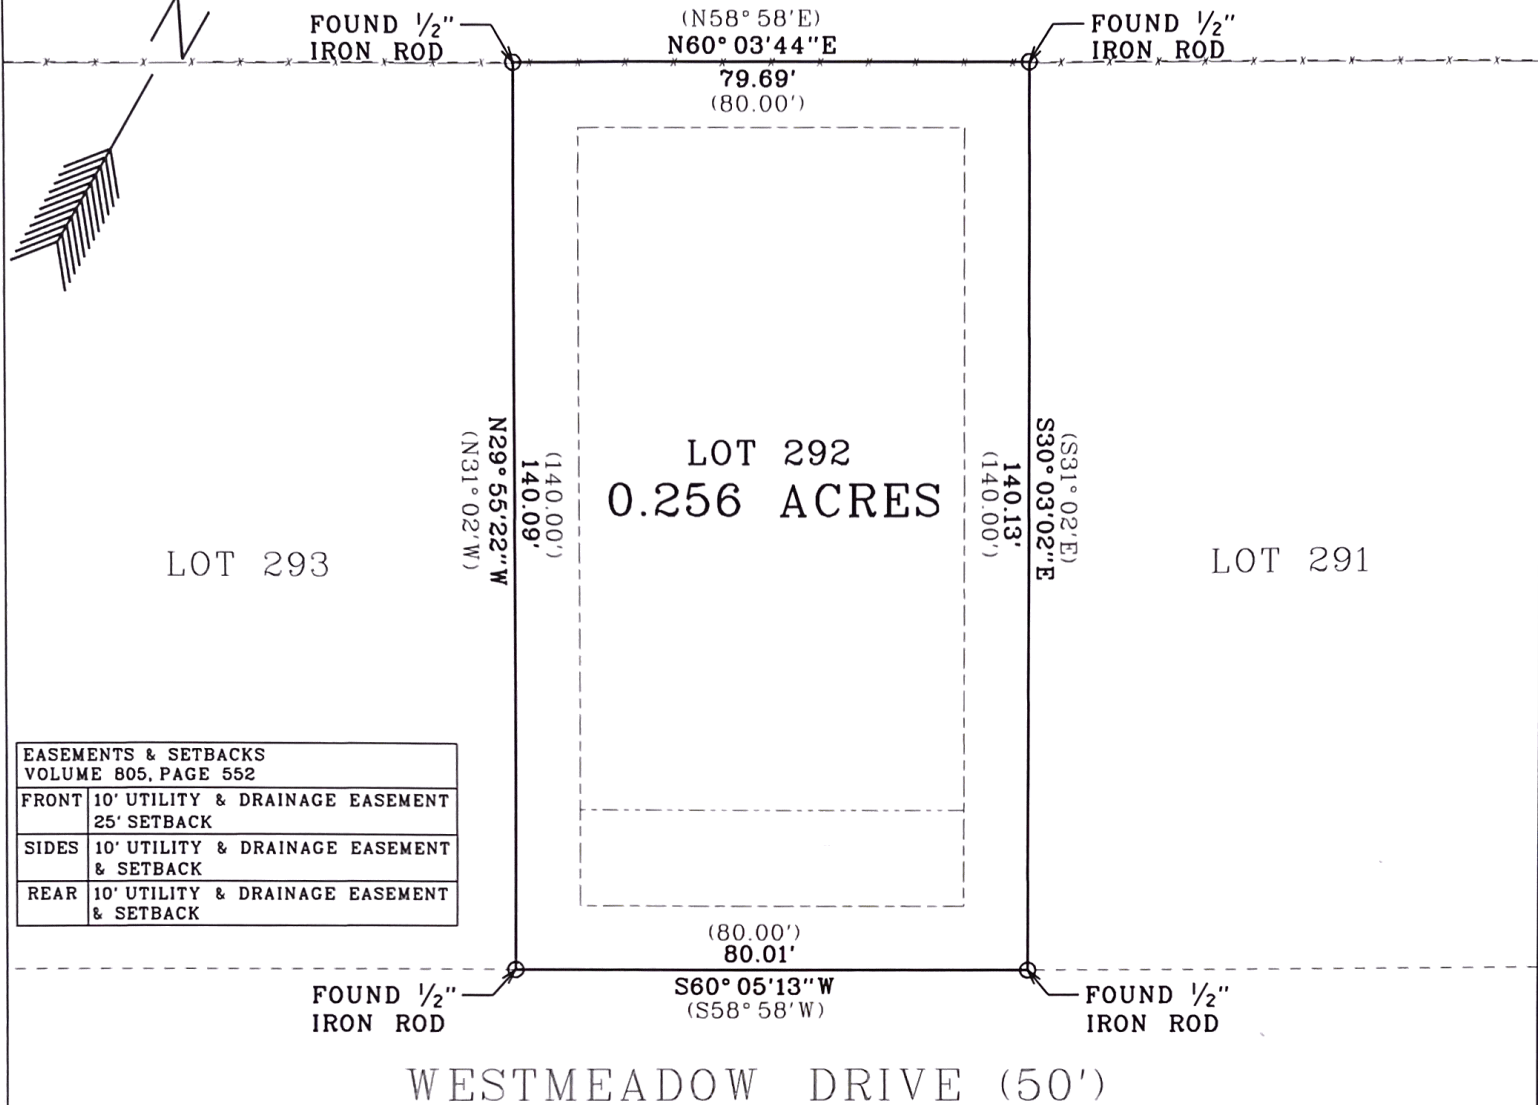 N
FOUND 1/2"
IRON ROD
(N58°58'E)
N60°03'44"E
79.69'
(80.00')
FOUND 1/2"
IRON ROD
LOT 293
(N31°02'W)
N29°55'22"W
140.09'
(140.00')
LOT 292
0.256 ACRES
(140.00')
140.13'
S30°03'02"E
(S31°02'E)
LOT 291
EASEMENTS & SETBACKS
VOLUME 805, PAGE 552
FRONT 10' UTILITY & DRAINAGE EASEMENT
25' SETBACK
SIDES 10' UTILITY & DRAINAGE EASEMENT
& SETBACK
REAR 10' UTILITY & DRAINAGE EASEMENT
& SETBACK
(80.00')
80.01'
S60°05'13"W
(S58°58'W)
FOUND 1/2"
IRON ROD
FOUND 1/2"
IRON ROD
WESTMEADOW DRIVE (50')